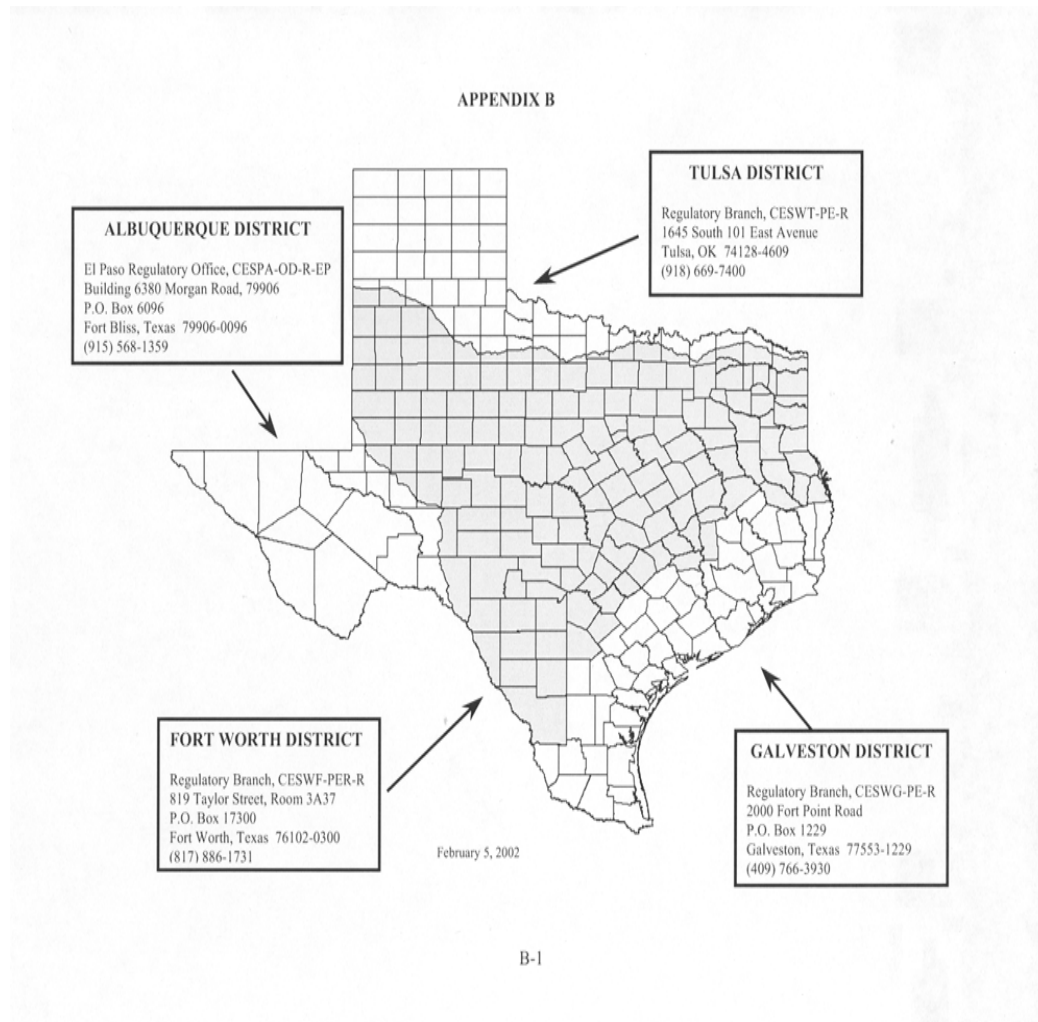 APPENDIX B
TULSA DISTRICT
Regulatory Branch, CESWT-PE-R
1645 South 101 East Avenue
Tulsa, OK 74128-4609
(918) 669-7400
ALBUQUERQUE DISTRICT
El Paso Regulatory Office, CESPA-OD-R-EP
Building 6380 Morgan Road, 79906
P.O. Box 6096
Fort Bliss, Texas 79906-0096
(915) 568-1359
FORT WORTH DISTRICT
Regulatory Branch, CESWF-PER-R
819 Taylor Street, Room 3A37
P.O. Box 17300
Fort Worth, Texas 76102-0300
(817) 886-1731
GALVESTON DISTRICT
Regulatory Branch, CESWG-PE-R
2000 Fort Point Road
P.O. Box 1229
Galveston, Texas 77553-1229
(409) 766-3930
February 5, 2002
B-1